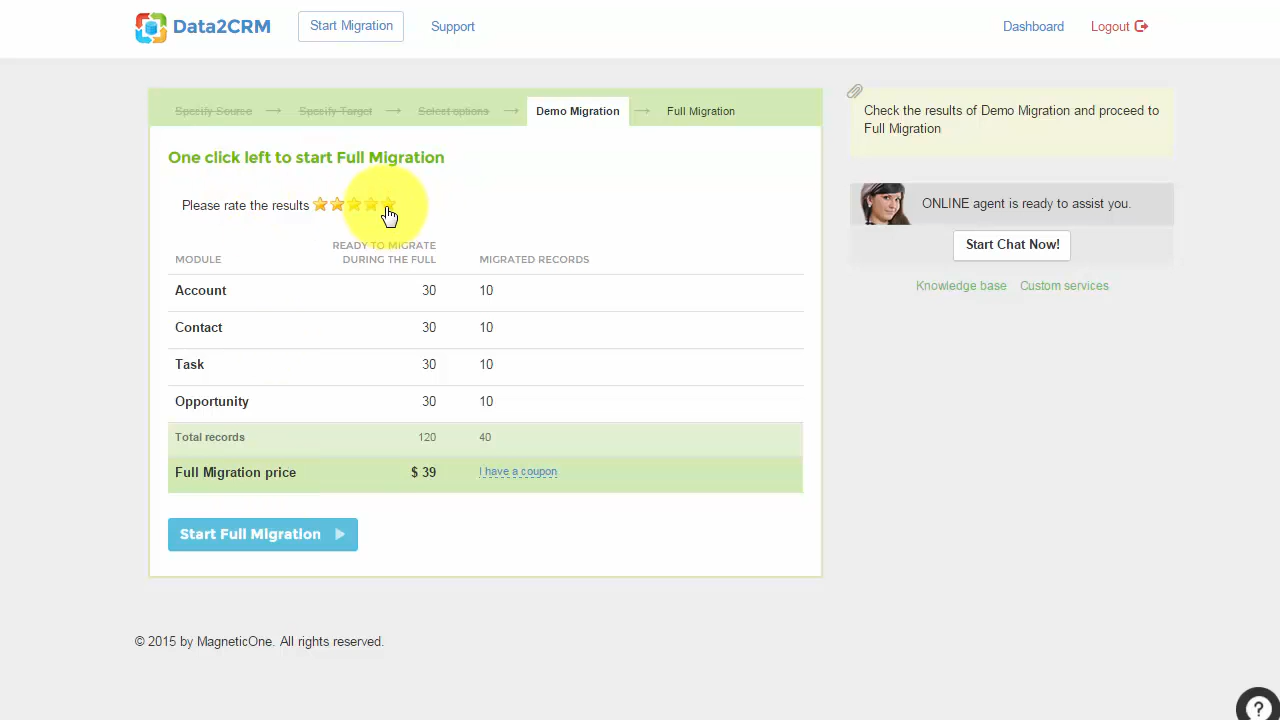 Data2CRM
Start Migration
Support
Dashboard
Logout
Specify Source → Specify Target → Select options → Demo Migration → Full Migration
One click left to start Full Migration
Please rate the results
MODULE
READY TO MIGRATE
DURING THE FULL
MIGRATED RECORDS
Account 30 10
Contact 30 10
Task 30 10
Opportunity 30 10
Total records 120 40
Full Migration price $ 39 I have a coupon
Start Full Migration
Check the results of Demo Migration and proceed to
Full Migration
ONLINE agent is ready to assist you.
Start Chat Now!
Knowledge base Custom services
© 2015 by MagneticOne. All rights reserved.
?